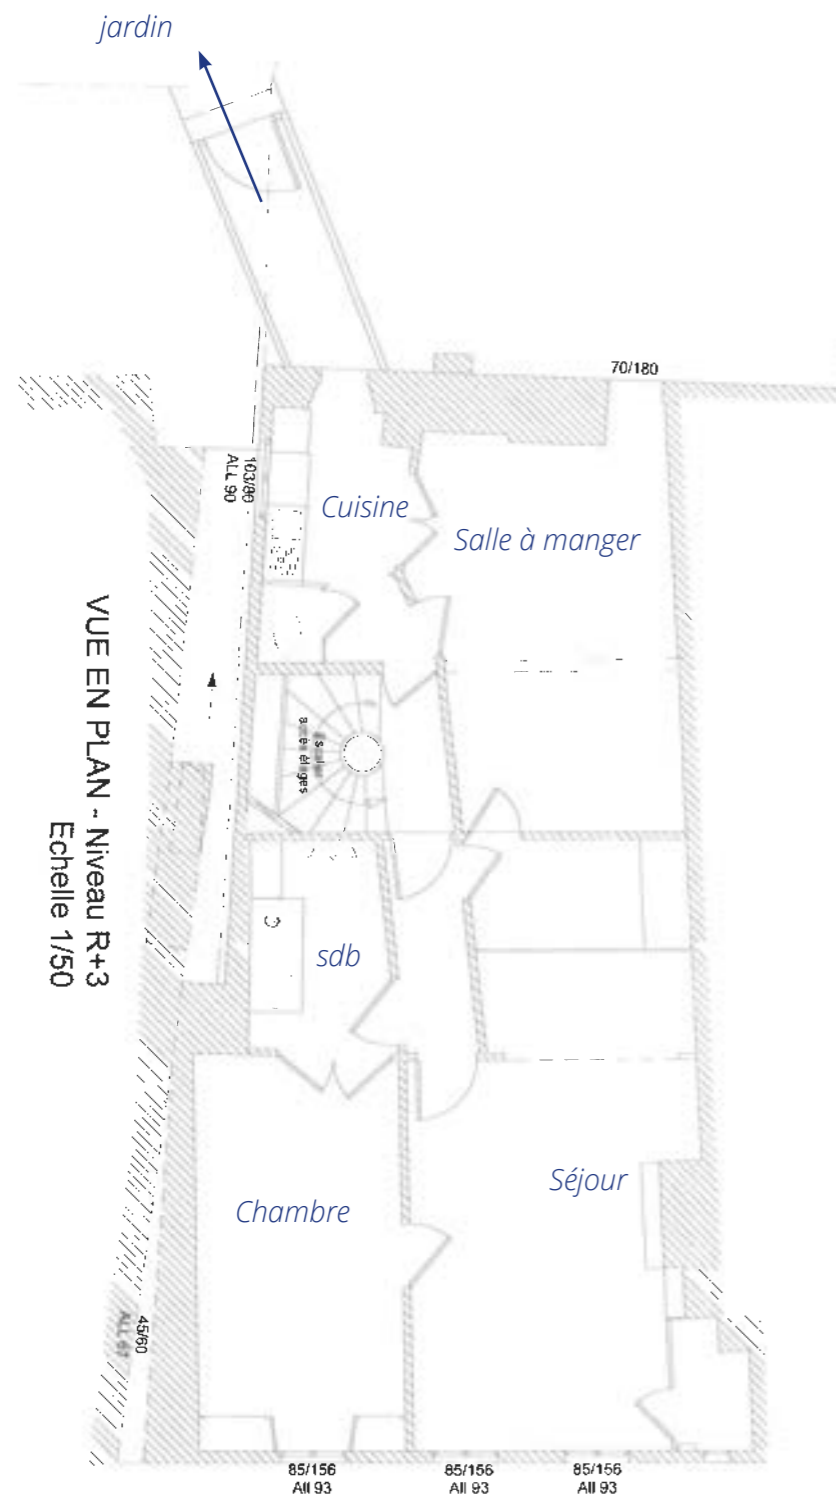 jardin
70/180
103/80
ALL 90
Cuisine
Salle à manger
VUE EN PLAN - Niveau R+3
Echelle 1/50
étages
sdb
Séjour
Chambre
45/60
85/156
All 93
85/156
All 93
85/156
All 93